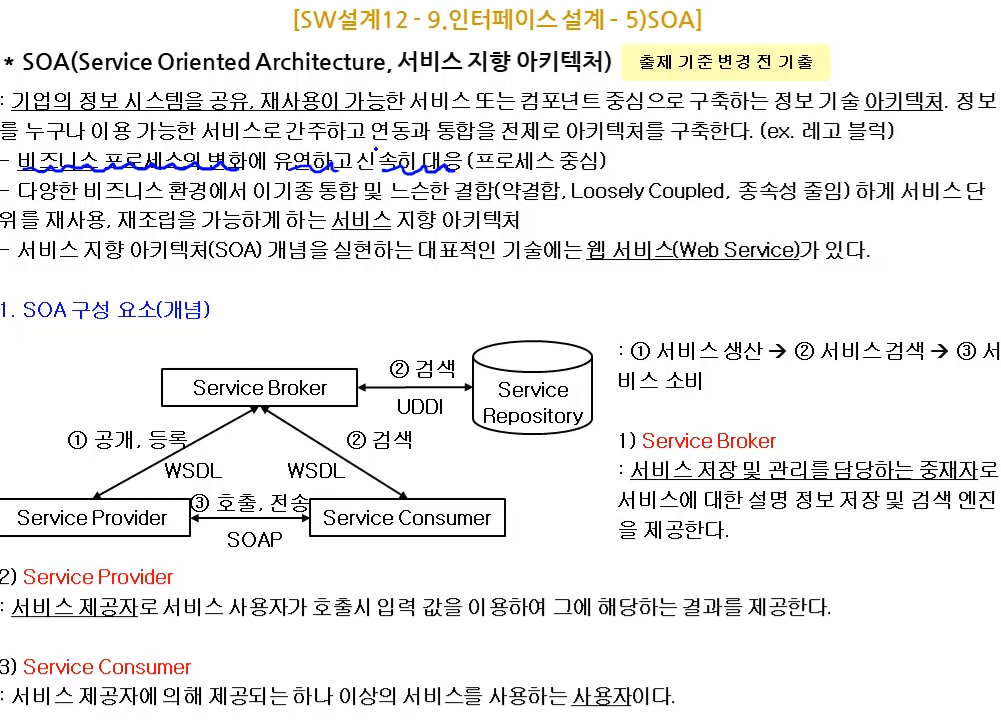 [SW설계12 - 9.인터페이스 설계 - 5)SOA]
* SOA(Service Oriented Architecture, 서비스 지향 아키텍처)
출제 기준 변경 전 기출
: 기업의 정보 시스템을 공유, 재사용이 가능한 서비스 또는 컴포넌트 중심으로 구축하는 정보 기술 아키텍처. 정보
를 누구나 이용 가능한 서비스로 간주하고 연동과 통합을 전제로 아키텍처를 구축한다. (ex. 레고 블럭)
- 비즈니스 프로세스의 변화에 유연하고 신속히 대응 (프로세스 중심)
- 다양한 비즈니스 환경에서 이기종 통합 및 느슨한 결합(약결합, Loosely Coupled, 종속성 줄임) 하게 서비스 단
위를 재사용, 재조립을 가능하게 하는 서비스 지향 아키텍처
- 서비스 지향 아키텍처(SOA) 개념을 실현하는 대표적인 기술에는 웹 서비스(Web Service)가 있다.
1. SOA 구성 요소(개념)
Service Broker
② 검색
UDDI
Service
Repository
① 공개, 등록
WSDL
② 검색
WSDL
Service Provider
③ 호출, 전송
SOAP
Service Consumer
: ① 서비스 생산 → ② 서비스 검색 → ③ 서
비스 소비
1) Service Broker
: 서비스 저장 및 관리를 담당하는 중재자로
서비스에 대한 설명 정보 저장 및 검색 엔진
을 제공한다.
2) Service Provider
: 서비스 제공자로 서비스 사용자가 호출시 입력 값을 이용하여 그에 해당하는 결과를 제공한다.
3) Service Consumer
: 서비스 제공자에 의해 제공되는 하나 이상의 서비스를 사용하는 사용자이다.